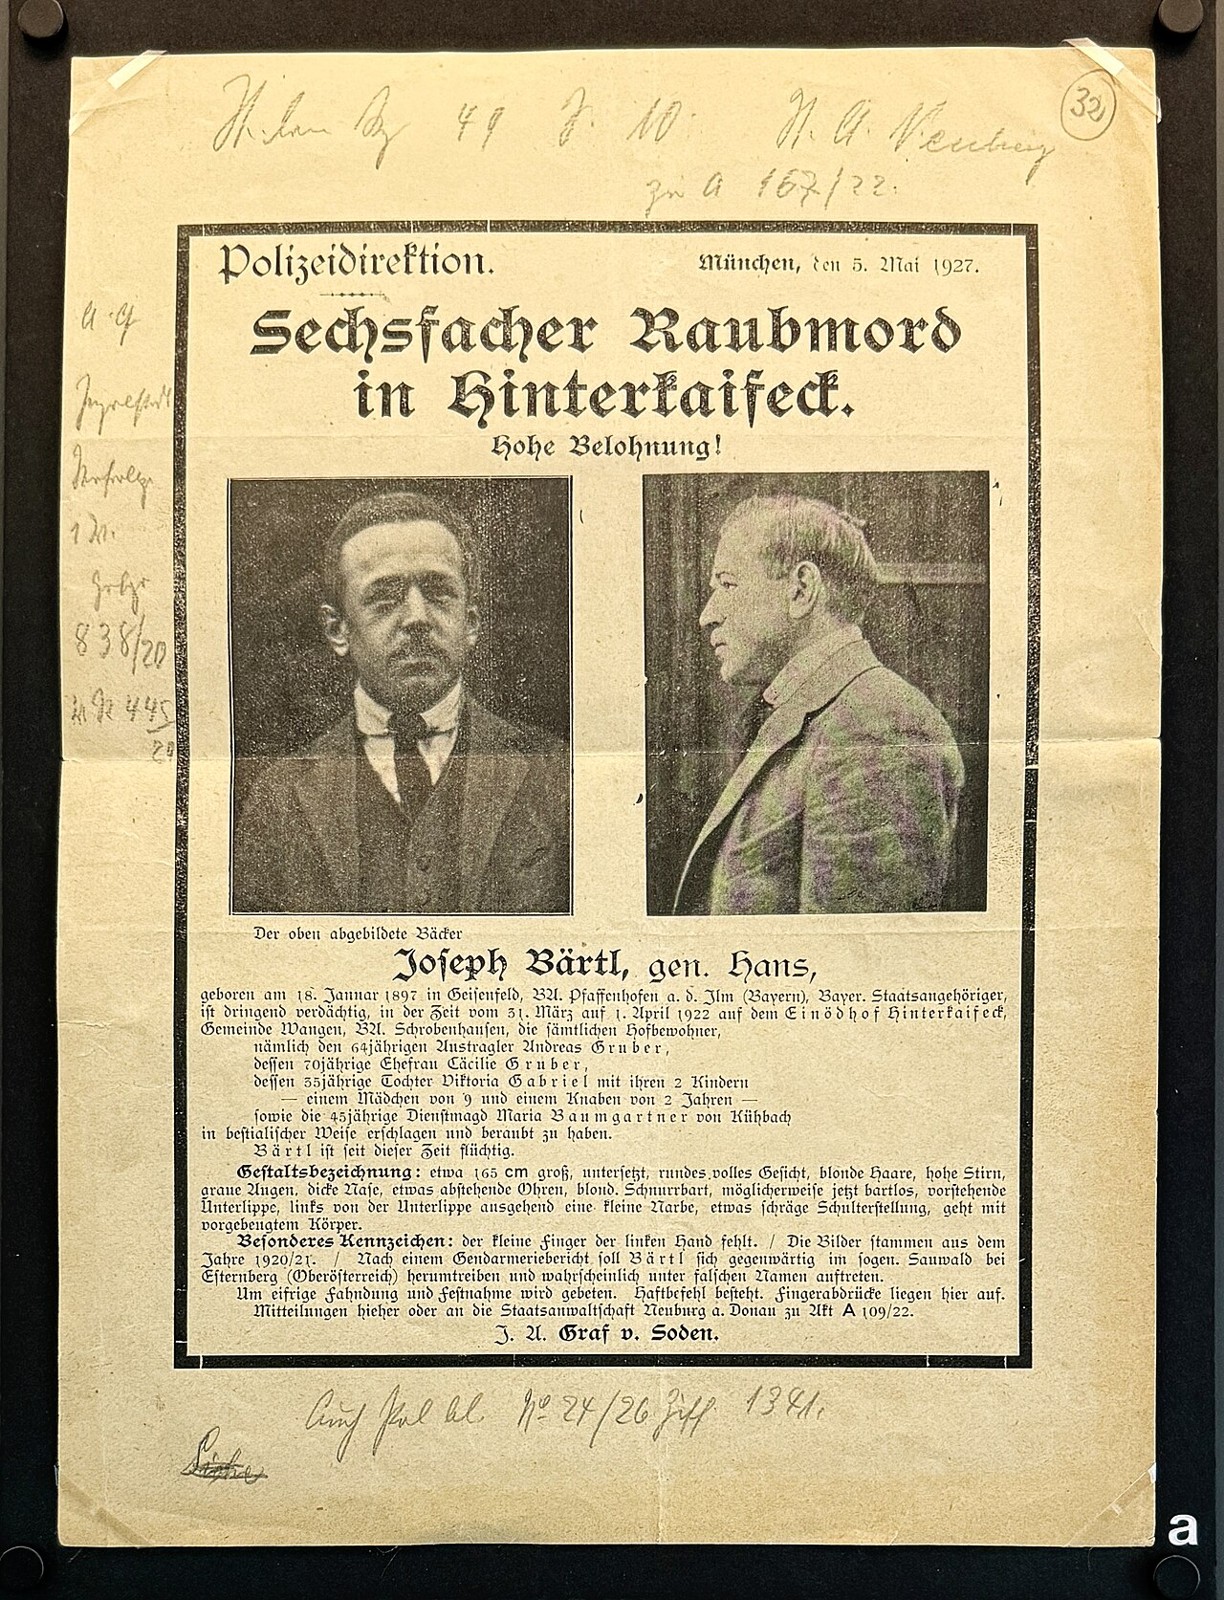 32
49 J. 10.
zu A 167/22.
Polizeidirektion.
München, den 5. Mai 1927.
Sechsfacher Raubmord
in Hinterkaifeck.
Hohe Belohnung!
838/20
445
Der oben abgebildete Bäcker
Joseph Bärtl, gen. Hans,
geboren am 18. Januar 1897 in Geisenfeld, BA. Pfaffenhofen a. d. Ilm (Bayern), Bayer. Staatsangehöriger,
ist dringend verdächtig, in der Zeit vom 31. März auf 1. April 1922 auf dem Einödhof Hinterkaifeck,
Gemeinde Wangen, BA. Schrobenhausen, die sämtlichen Hofbewohner,
nämlich den 64jährigen Austragler Andreas Gruber,
dessen 70jährige Ehefrau Cäcilie Gruber,
dessen 35jährige Tochter Viktoria Gabriel mit ihren 2 Kindern
— einem Mädchen von 9 und einem Knaben von 2 Jahren —
sowie die 45jährige Dienstmagd Maria Baumgartner von Kühbach
in bestialischer Weise erschlagen und beraubt zu haben.
Bärtl ist seit dieser Zeit flüchtig.
Gestaltsbezeichnung: etwa 165 cm groß, untersetzt, rundes volles Gesicht, blonde Haare, hohe Stirn,
graue Augen, dicke Nase, etwas abstehende Ohren, blond. Schnurrbart, möglicherweise jetzt bartlos, vorstehende
Unterlippe, links von der Unterlippe ausgehend eine kleine Narbe, etwas schräge Schulterstellung, geht mit
vorgebeugtem Körper.
Besonderes Kennzeichen: der kleine Finger der linken Hand fehlt. / Die Bilder stammen aus dem
Jahre 1920/21. / Nach einem Gendarmeriebericht soll Bärtl sich gegenwärtig im sogen. Sauwald bei
Esternberg (Oberösterreich) herumtreiben und wahrscheinlich unter falschen Namen auftreten.
Um eifrige Fahndung und Festnahme wird gebeten. Haftbefehl besteht. Fingerabdrücke liegen hier auf.
Mitteilungen hieher oder an die Staatsanwaltschaft Neuburg a. Donau zu Akt A 109/22.
J. A. Graf v. Soden.
Auch Pol bl. No 24/26 Ziff. 1341.
a